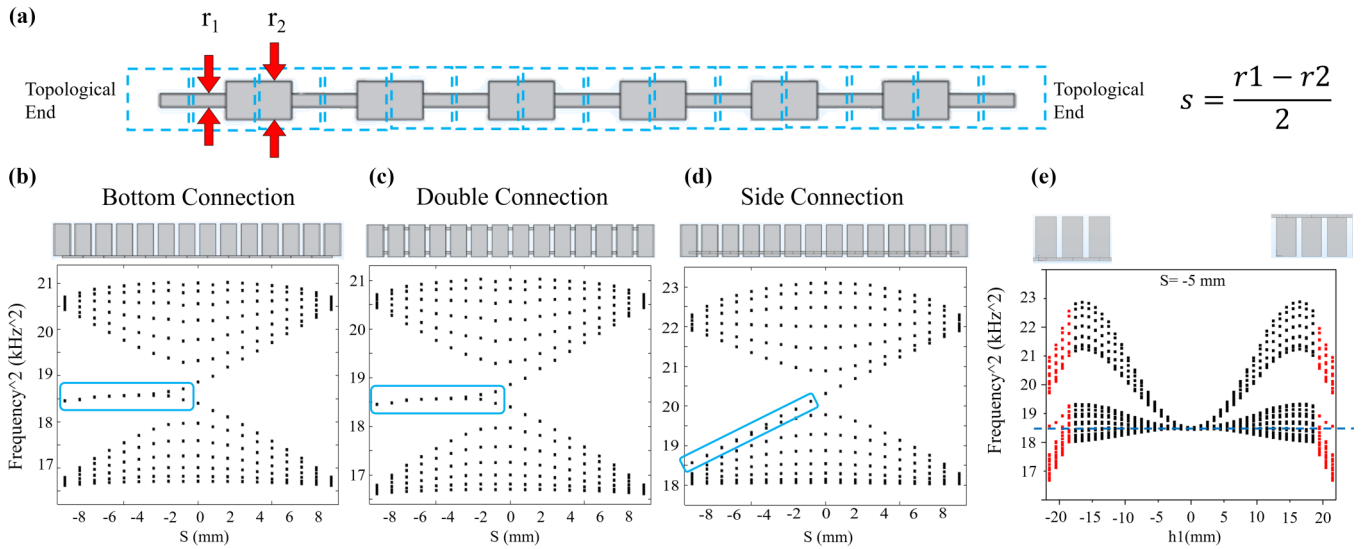 (a)
r1
r2
Topological
End
Topological
End
s = (r1 − r2) / 2
(b)
Bottom Connection
(c)
Double Connection
(d)
Side Connection
(e)
Frequency^2 (kHz^2)
21
20
19
18
17
-8 -6 -4 -2 0 2 4 6 8
S (mm)
21
20
19
18
17
-8 -6 -4 -2 0 2 4 6 8
S (mm)
23
22
21
20
19
18
-8 -6 -4 -2 0 2 4 6 8
S (mm)
S= -5 mm
Frequency^2 (kHz^2)
23
22
21
20
19
18
17
-20 -15 -10 -5 0 5 10 15 20
h1(mm)